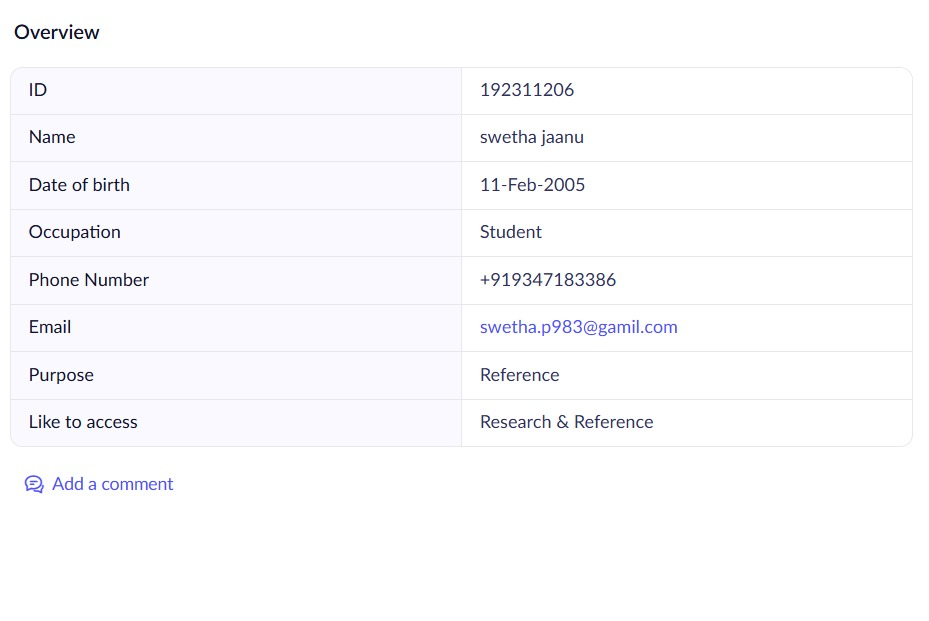 Overview
ID 192311206
Name swetha jaanu
Date of birth 11-Feb-2005
Occupation Student
Phone Number +919347183386
Email swetha.p983@gamil.com
Purpose Reference
Like to access Research & Reference
Add a comment